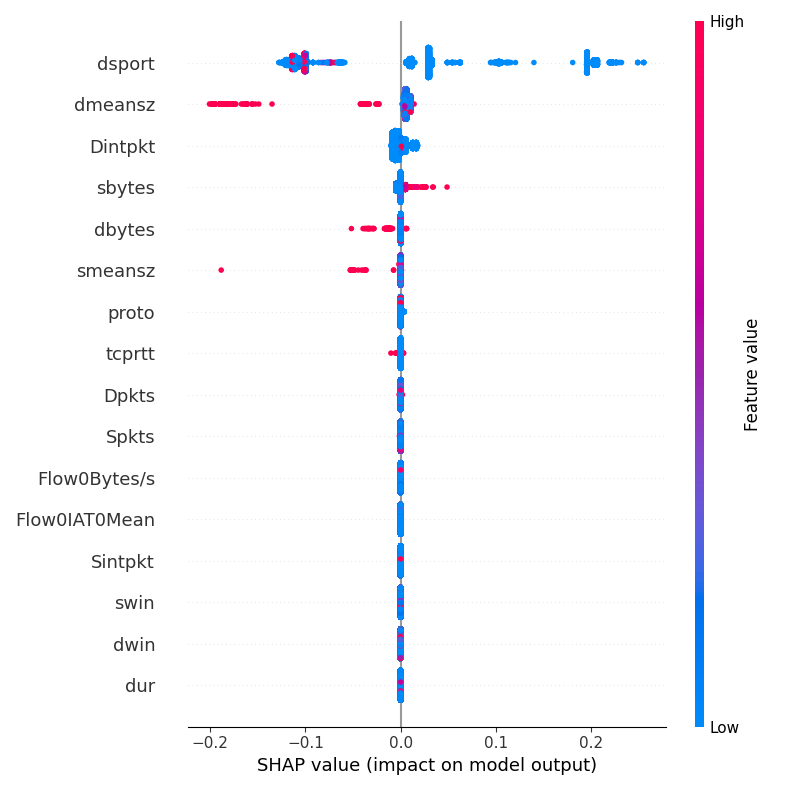 High
dsport
dmeansz
Dintpkt
sbytes
dbytes
smeansz
proto
tcprtt
Dpkts
Spkts
Flow0Bytes/s
Flow0IAT0Mean
Sintpkt
swin
dwin
dur
Feature value
Low
−0.2 −0.1 0.0 0.1 0.2
SHAP value (impact on model output)